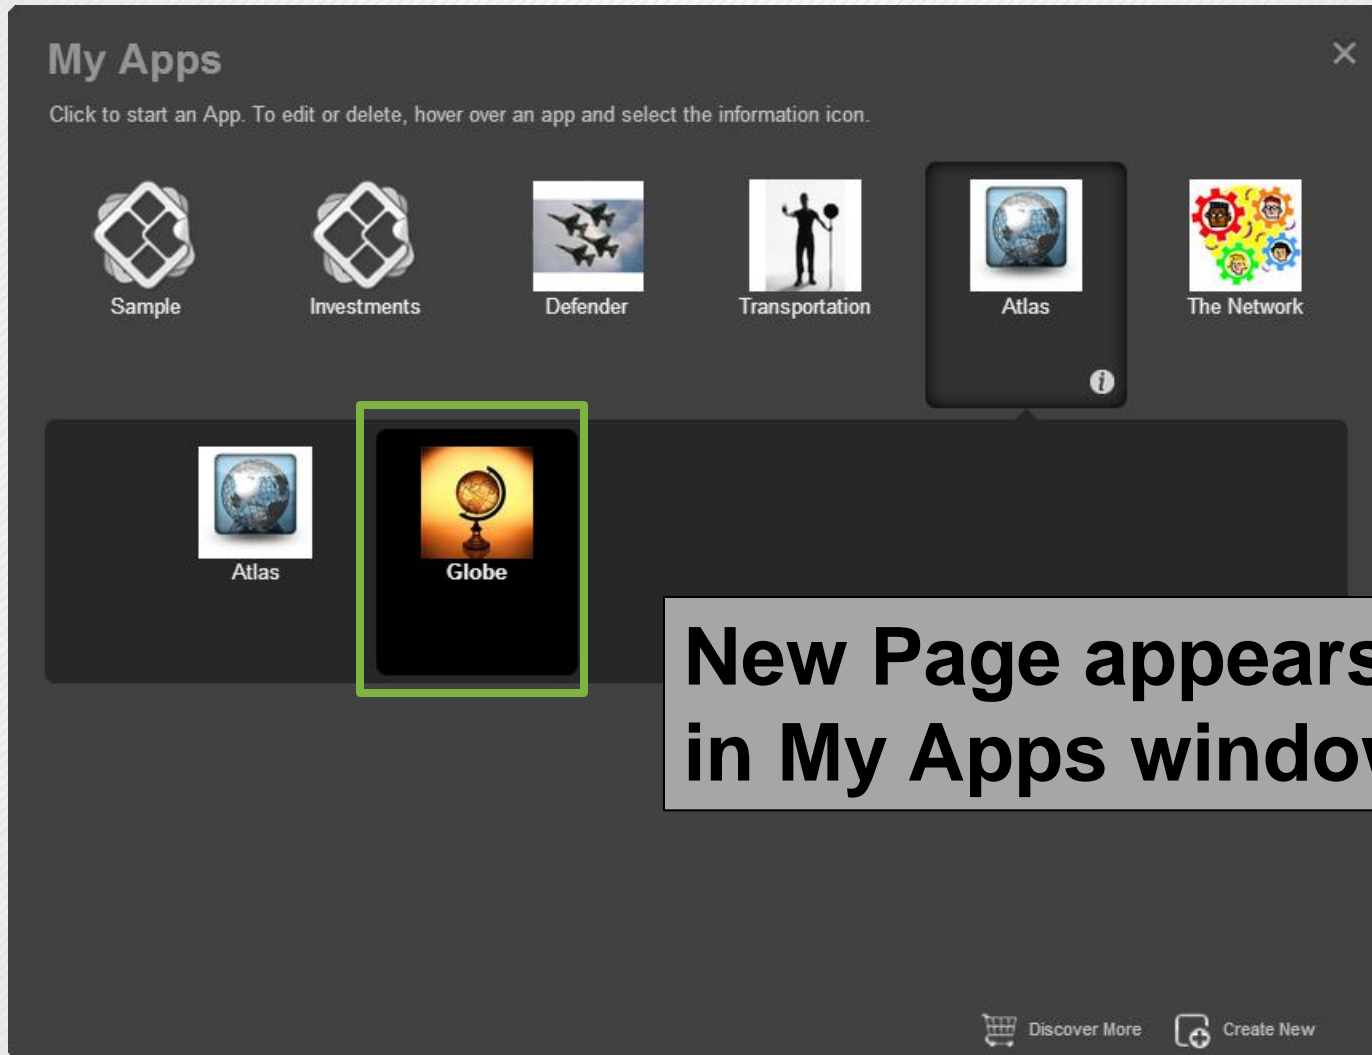 My Apps
Click to start an App. To edit or delete, hover over an app and select the information icon.
Sample
Investments
Defender
Transportation
Atlas
The Network
i
Atlas
Globe
New Page appears
in My Apps window
Discover More
Create New